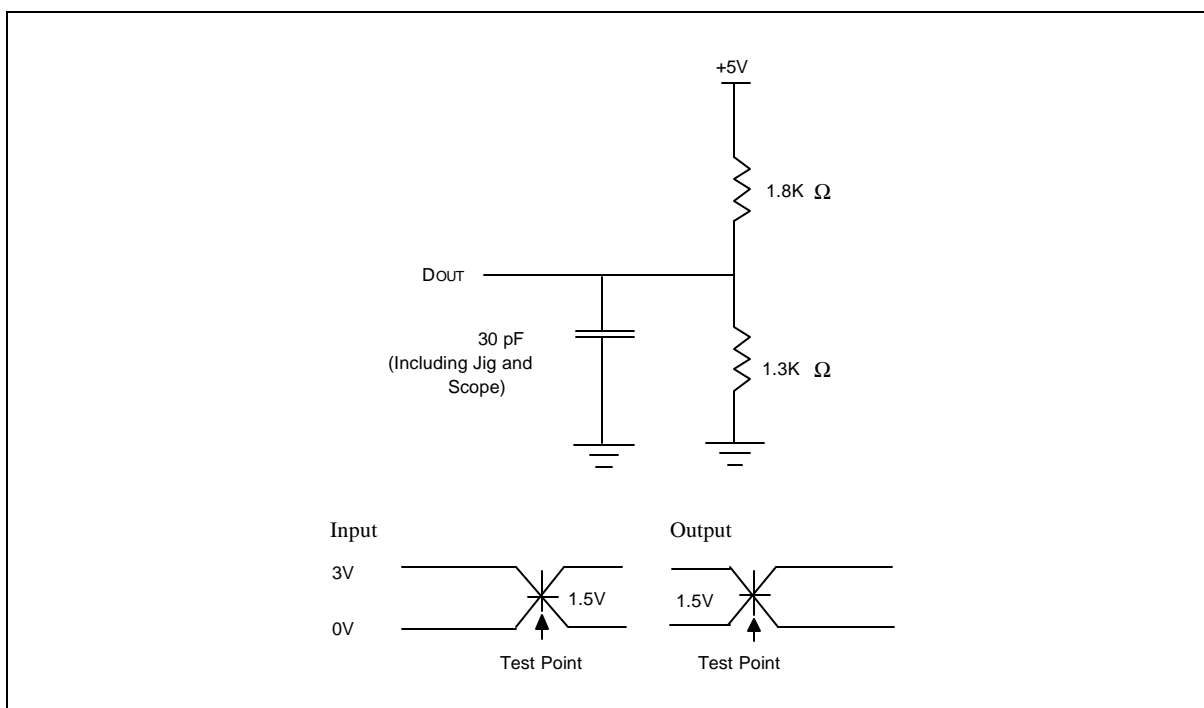 +5V
1.8K Ω
DOUT
30 pF
(Including Jig and
Scope)
1.3K Ω
Input
Output
3V
1.5V
1.5V
0V
Test Point
Test Point